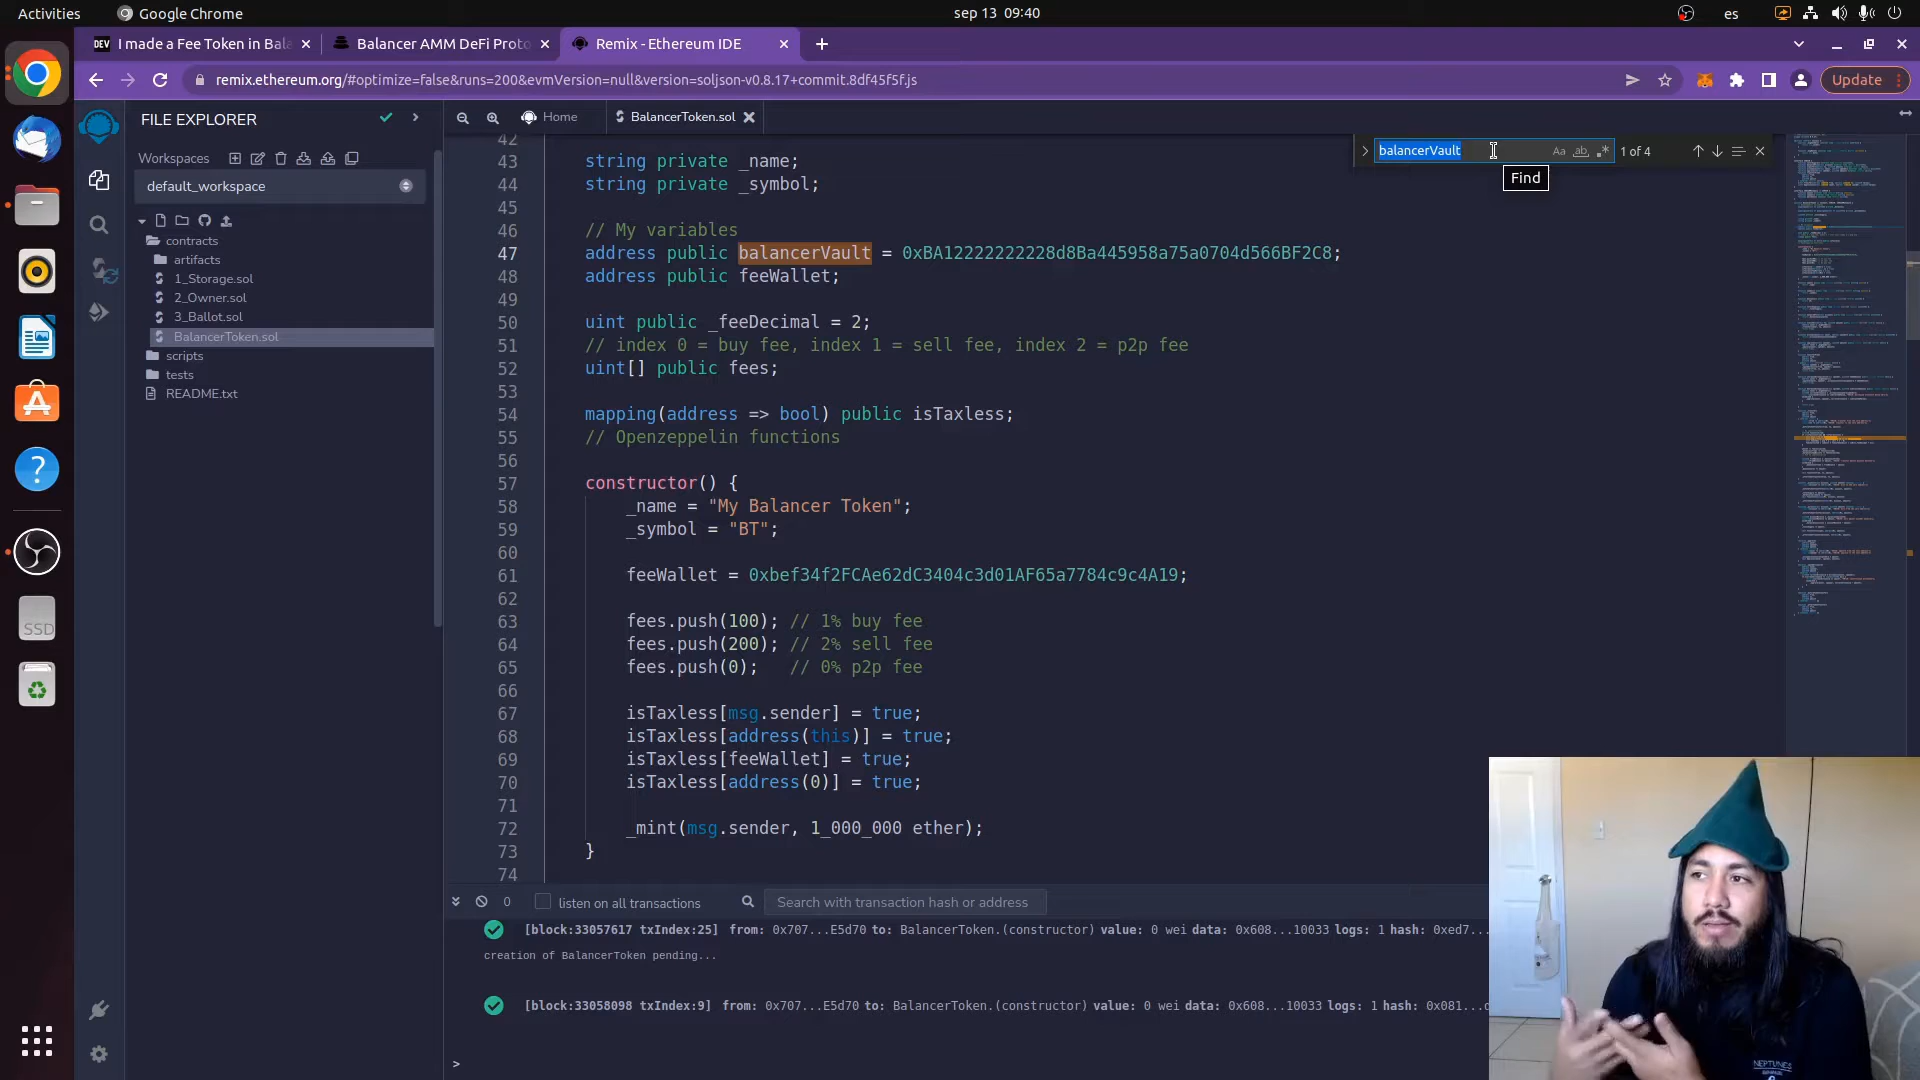 Activities
Google Chrome
sep 13 09:40
es
DEV
I made a Fee Token in Bala
Balancer AMM DeFi Proto
Remix - Ethereum IDE
remix.ethereum.org/#optimize=false&runs=200&evmVersion=null&version=soljson-v0.8.17+commit.8df45f5f.js
Update
FILE EXPLORER
Home
BalancerToken.sol
Workspaces
default_workspace
contracts
artifacts
1_Storage.sol
2_Owner.sol
3_Ballot.sol
BalancerToken.sol
scripts
tests
README.txt
SSD
balancerVault
Aa
ab
1 of 4
Find
42
43 string private _name;
44 string private _symbol;
45
46 // My variables
47 address public balancerVault = 0xBA12222222228d8Ba445958a75a0704d566BF2C8;
48 address public feeWallet;
49
50 uint public _feeDecimal = 2;
51 // index 0 = buy fee, index 1 = sell fee, index 2 = p2p fee
52 uint[] public fees;
53
54 mapping(address => bool) public isTaxless;
55 // Openzeppelin functions
56
57 constructor() {
58 _name = "My Balancer Token";
59 _symbol = "BT";
60
61 feeWallet = 0xbef34f2FCAe62dC3404c3d01AF65a7784c9c4A19;
62
63 fees.push(100); // 1% buy fee
64 fees.push(200); // 2% sell fee
65 fees.push(0); // 0% p2p fee
66
67 isTaxless[msg.sender] = true;
68 isTaxless[address(this)] = true;
69 isTaxless[feeWallet] = true;
70 isTaxless[address(0)] = true;
71
72 _mint(msg.sender, 1_000_000 ether);
73 }
74
0
listen on all transactions
Search with transaction hash or address
[block:33057617 txIndex:25] from: 0x707...E5d70 to: BalancerToken.(constructor) value: 0 wei data: 0x608...10033 logs: 1 hash: 0xed7...
creation of BalancerToken pending...
[block:33058098 txIndex:9] from: 0x707...E5d70 to: BalancerToken.(constructor) value: 0 wei data: 0x608...10033 logs: 1 hash: 0x081...
>
NEPTUNES